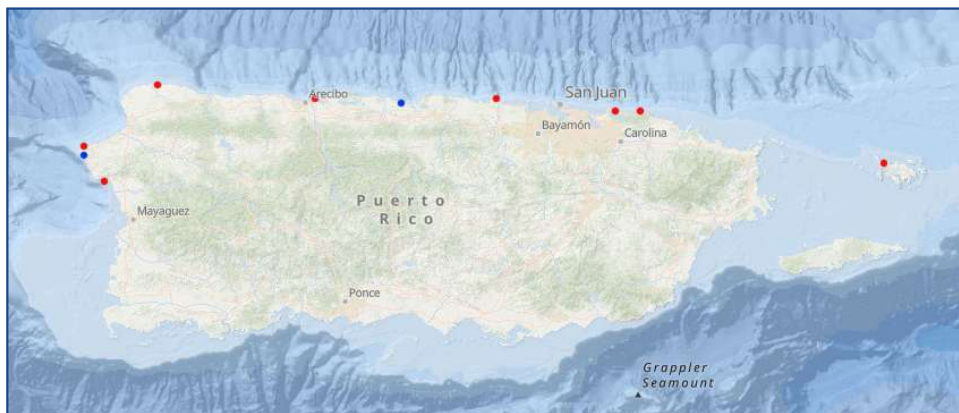 Arecibo
San Juan
Bayamón
Carolina
Puerto
Rico
Mayaguez
Ponce
Grappler
Seamount